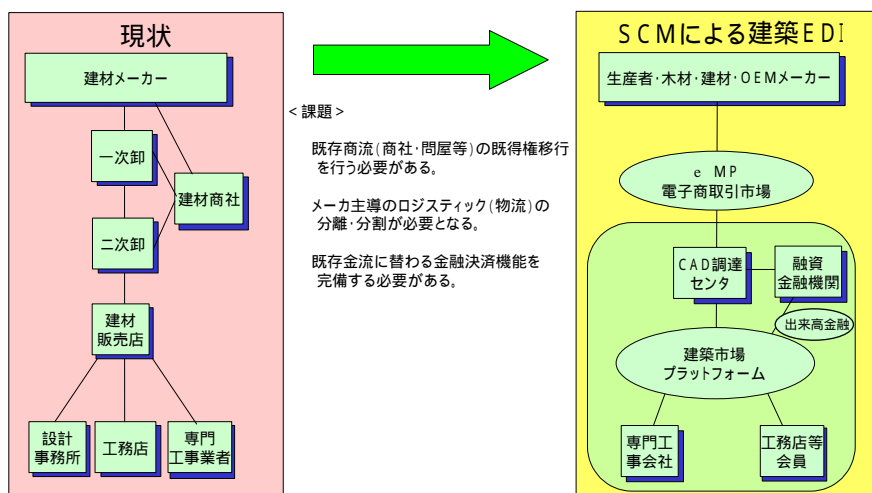 現状
建材メーカー
一次卸
建材商社
二次卸
建材
販売店
設計
事務所
工務店
専門
工事業者
<課題>
既存商流(商社・問屋等)の既得権移行
を行う必要がある。
メーカ主導のロジスティック(物流)の
分離・分割が必要となる。
既存金流に替わる金融決済機能を
完備する必要がある。
SCMによる建築EDI
生産者・木材・建材・OEMメーカー
e MP
電子商取引市場
CAD調達
センタ
融資
金融機関
出来高金融
建築市場
プラットフォーム
専門工
事会社
工務店等
会員